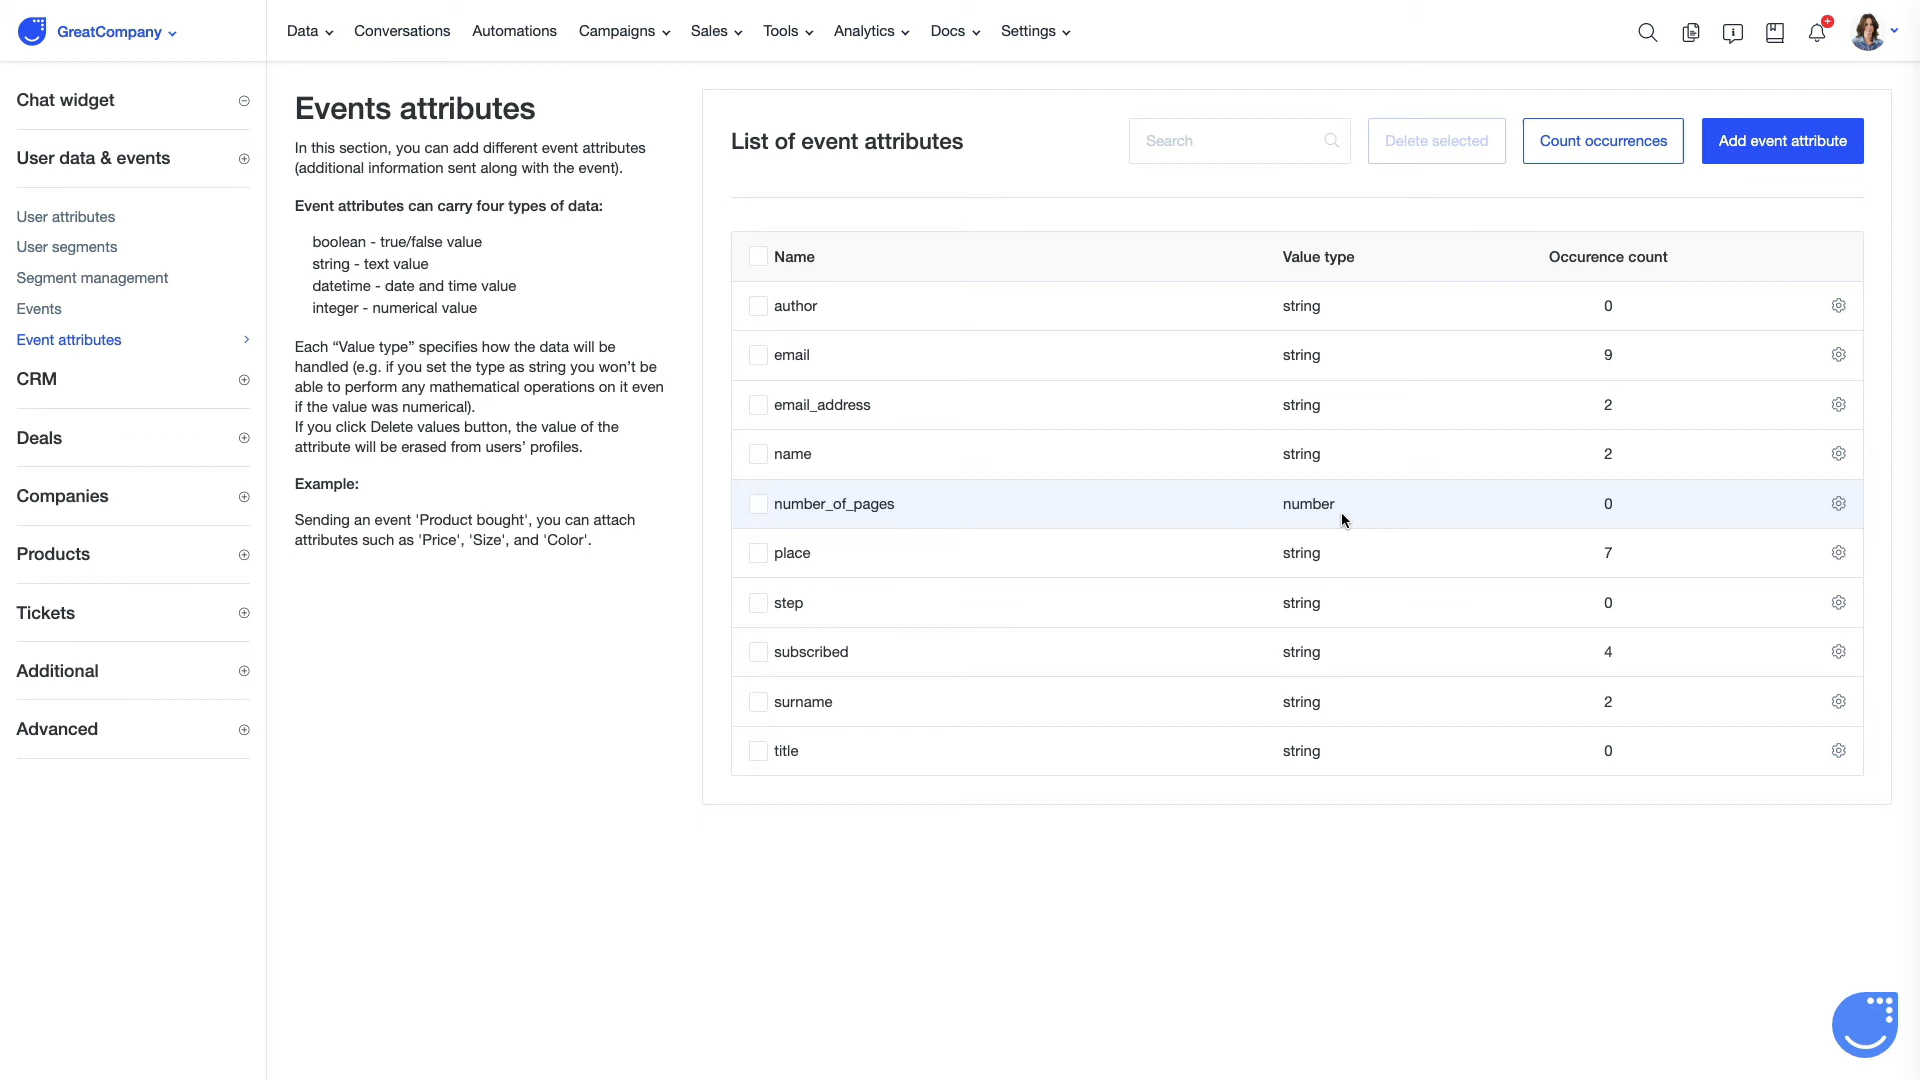 GreatCompany
Data
Conversations
Automations
Campaigns
Sales
Tools
Analytics
Docs
Settings
Chat widget
User data & events
User attributes
User segments
Segment management
Events
Event attributes
CRM
Deals
Companies
Products
Tickets
Additional
Advanced
Events attributes
In this section, you can add different event attributes
(additional information sent along with the event).
Event attributes can carry four types of data:
boolean - true/false value
string - text value
datetime - date and time value
integer - numerical value
Each “Value type” specifies how the data will be
handled (e.g. if you set the type as string you won’t be
able to perform any mathematical operations on it even
if the value was numerical).
If you click Delete values button, the value of the
attribute will be erased from users’ profiles.
Example:
Sending an event 'Product bought', you can attach
attributes such as 'Price', 'Size', and 'Color'.
List of event attributes
Search
Delete selected
Count occurrences
Add event attribute
Name Value type Occurence count
author string 0
email string 9
email_address string 2
name string 2
number_of_pages number 0
place string 7
step string 0
subscribed string 4
surname string 2
title string 0